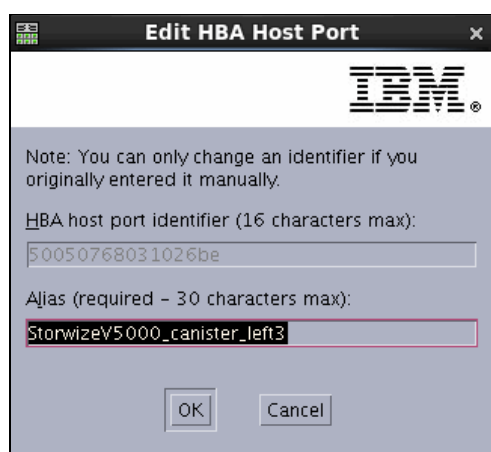 Edit HBA Host Port
IBM®
Note: You can only change an identifier if you
originally entered it manually.
HBA host port identifier (16 characters max):
50050768031026be
Alias (required – 30 characters max):
StorwizeV5000_canister_left3
OK Cancel